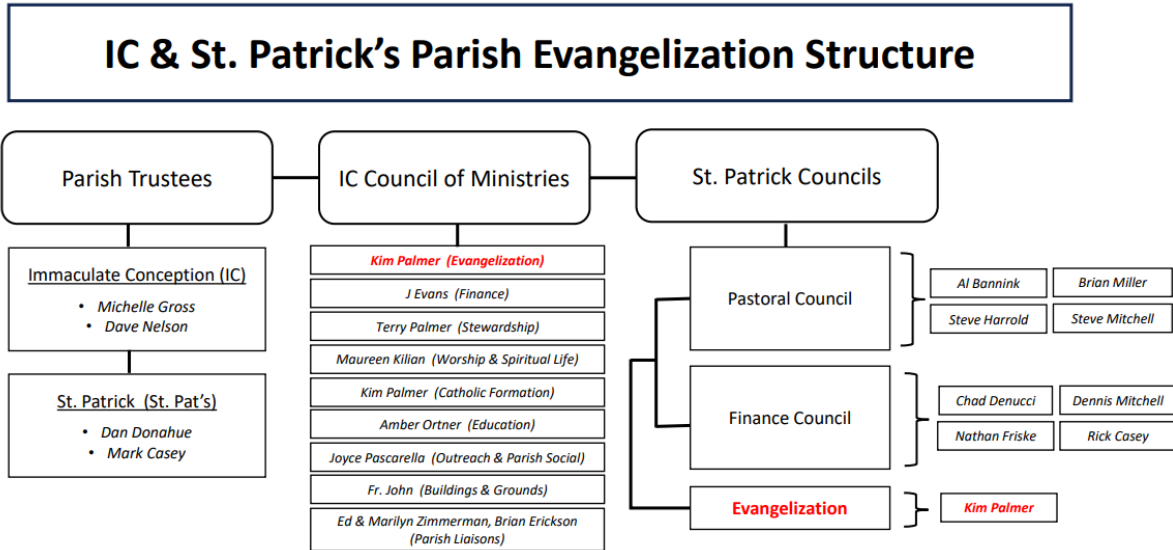 IC & St. Patrick's Parish Evangelization Structure
Parish Trustees
Immaculate Conception (IC)
• Michelle Gross
• Dave Nelson
St. Patrick (St. Pat's)
• Dan Donahue
• Mark Casey
IC Council of Ministries
Kim Palmer (Evangelization)
J Evans (Finance)
Terry Palmer (Stewardship)
Maureen Kilian (Worship & Spiritual Life)
Kim Palmer (Catholic Formation)
Amber Ortner (Education)
Joyce Pascarella (Outreach & Parish Social)
Fr. John (Buildings & Grounds)
Ed & Marilyn Zimmerman, Brian Erickson
(Parish Liaisons)
St. Patrick Councils
Pastoral Council
Al Bannink
Brian Miller
Steve Harrold
Steve Mitchell
Finance Council
Chad Denucci
Dennis Mitchell
Nathan Friske
Rick Casey
Evangelization
Kim Palmer